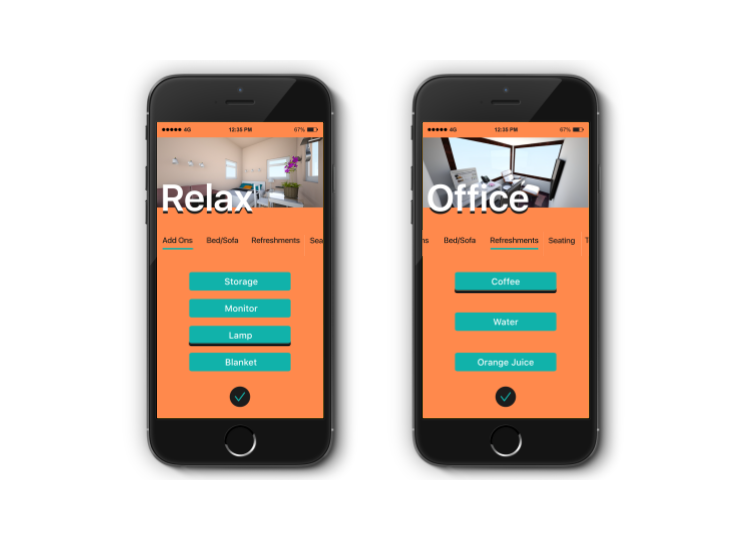 4G 12:35 PM 67%
Relax
Add Ons Bed/Sofa Refreshments Sea
Storage
Monitor
Lamp
Blanket
4G 12:35 PM 67%
Office
ns Bed/Sofa Refreshments Seating T
Coffee
Water
Orange Juice